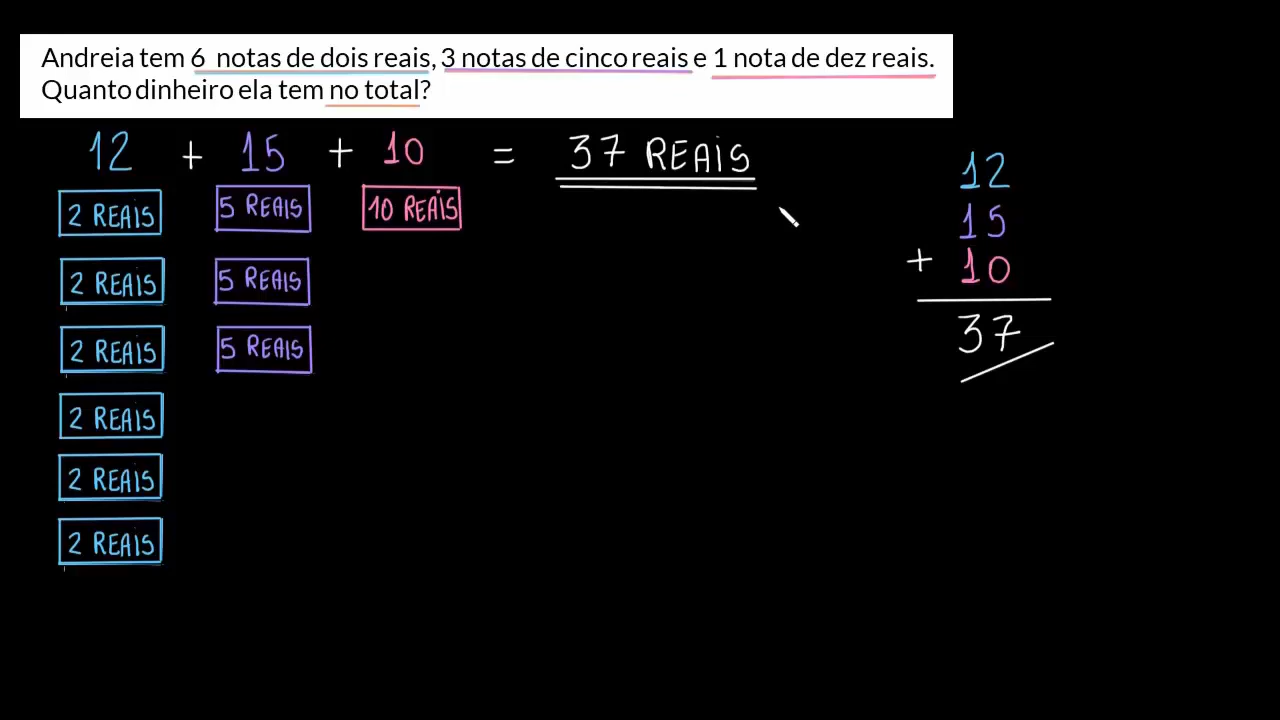 Andreia tem 6 notas de dois reais, 3 notas de cinco reais e 1 nota de dez reais.
Quanto dinheiro ela tem no total?
12 + 15 + 10 = 37 REAIS
2 REAIS 5 REAIS 10 REAIS
2 REAIS 5 REAIS
2 REAIS 5 REAIS
2 REAIS
2 REAIS
2 REAIS
12
15
+ 10
37